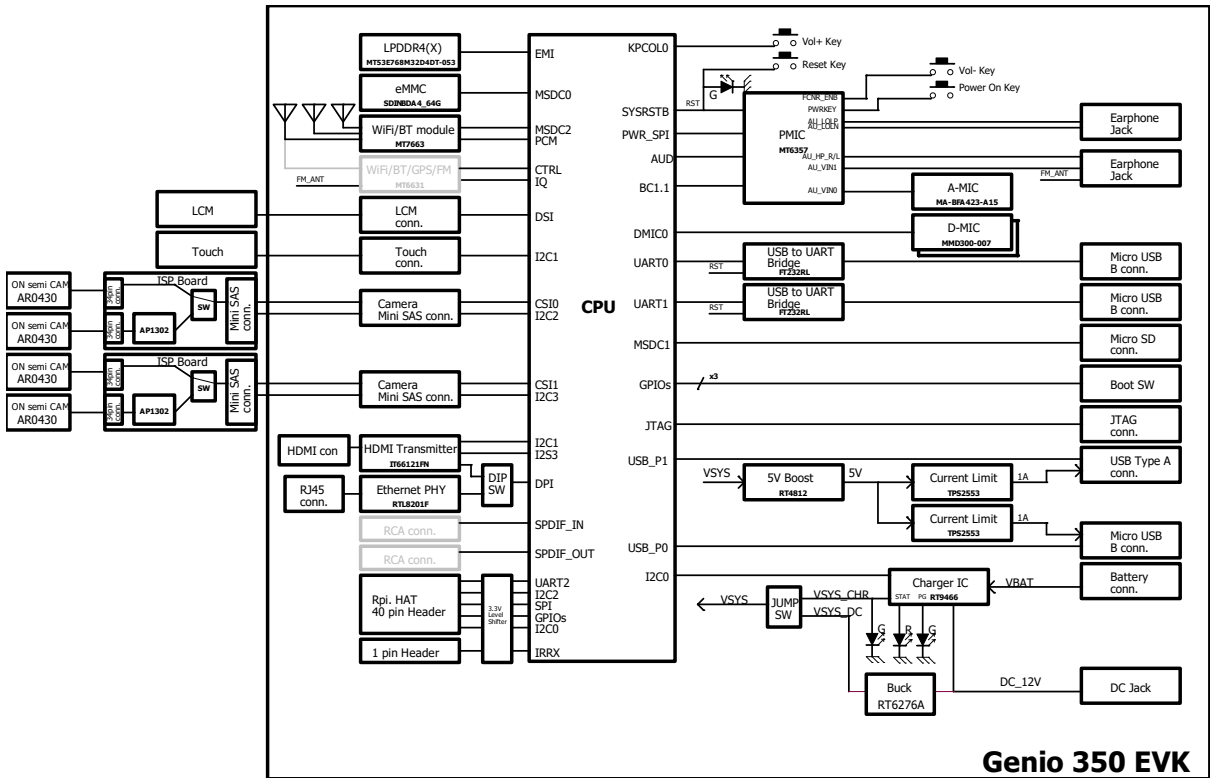 LPDDR4(X)
MT53E768M32D4DT-053
EMI
eMMC
SDINBDA4_64G
MSDC0
WiFi/BT module
MT7663
MSDC2
PCM
WiFi/BT/GPS/FM
MT6631
FM_ANT
CTRL
IQ
LCM
LCM
conn.
DSI
Touch
Touch
conn.
I2C1
ON semi CAM
AR0430
ON semi CAM
AR0430
ISP Board
34pin
conn.
34pin
conn.
AP1302
SW
Mini SAS
conn.
Camera
Mini SAS conn.
CSI0
I2C2
ON semi CAM
AR0430
ON semi CAM
AR0430
ISP Board
34pin
conn.
34pin
conn.
AP1302
SW
Mini SAS
conn.
Camera
Mini SAS conn.
CSI1
I2C3
HDMI con
HDMI Transmitter
IT66121FN
I2C1
I2S3
RJ45
conn.
Ethernet PHY
RTL8201F
DIP
SW
DPI
RCA conn.
SPDIF_IN
RCA conn.
SPDIF_OUT
Rpi. HAT
40 pin Header
3.3V
Level
Shifter
UART2
I2C2
SPI
GPIOs
I2C0
1 pin Header
IRRX
CPU
KPCOL0
Vol+ Key
Reset Key
G
RST
SYSRSTB
PWR_SPI
AUD
BC1.1
PMIC
MT6357
FCNR_ENB
PWRKEY
AU_LOLP
AU_LOLN
AU_HP_R/L
AU_VIN1
AU_VIN0
Vol- Key
Power On Key
Earphone
Jack
FM_ANT
Earphone
Jack
A-MIC
MA-BFA423-A15
DMIC0
D-MIC
MMD300-007
UART0
RST
USB to UART
Bridge
FT232RL
Micro USB
B conn.
UART1
RST
USB to UART
Bridge
FT232RL
Micro USB
B conn.
MSDC1
Micro SD
conn.
GPIOs
x3
Boot SW
JTAG
JTAG
conn.
USB_P1
USB Type A
conn.
VSYS
5V Boost
RT4812
5V
Current Limit
TPS2553
1A
Current Limit
TPS2553
1A
USB_P0
Micro USB
B conn.
I2C0
Charger IC
STAT
PG
RT9466
VBAT
Battery
conn.
VSYS
JUMP
SW
VSYS_CHR
VSYS_DC
G
R
G
Buck
RT6276A
DC_12V
DC Jack
Genio 350 EVK